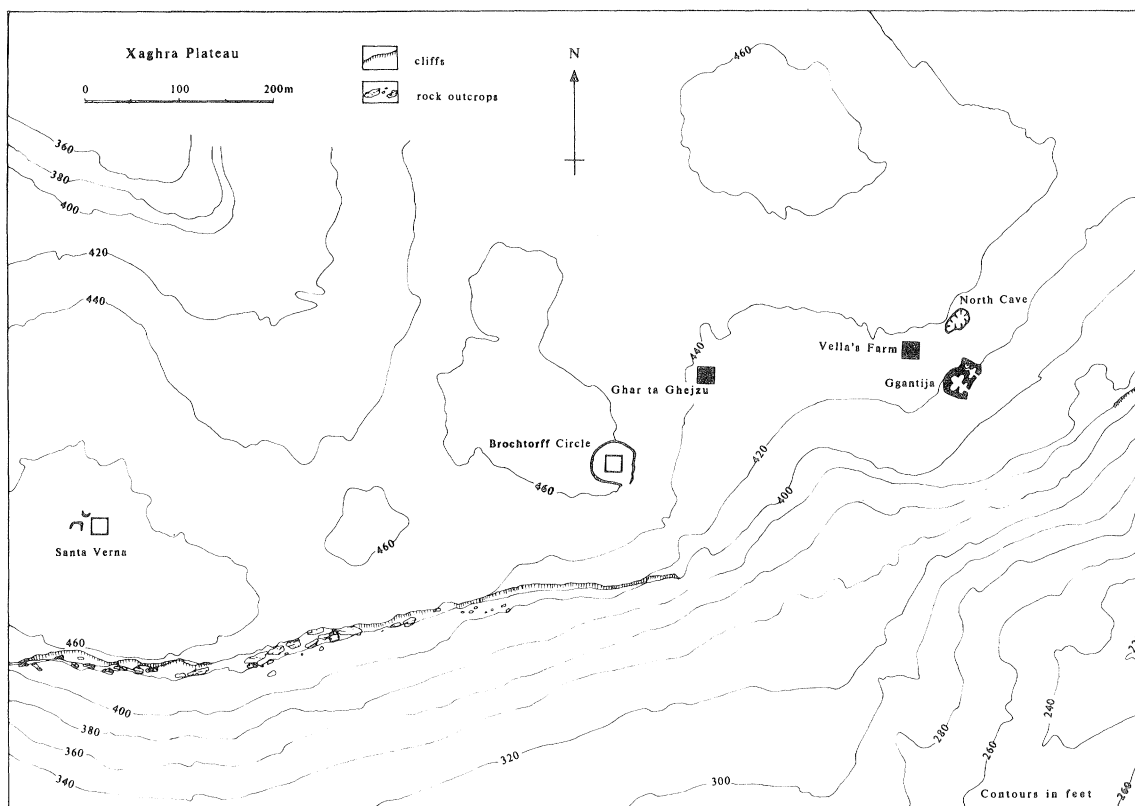 Xaghra Plateau
0 100 200m
cliffs
rock outcrops
N
460
360
380
400
420
440
North Cave
Vella's Farm
440
Ghar ta Ghejzu
Ggantija
Brochtorff Circle
420
460
400
Santa Verna
460
460
400
380
360
340
320
300
280
260
240
Contours in feet
260